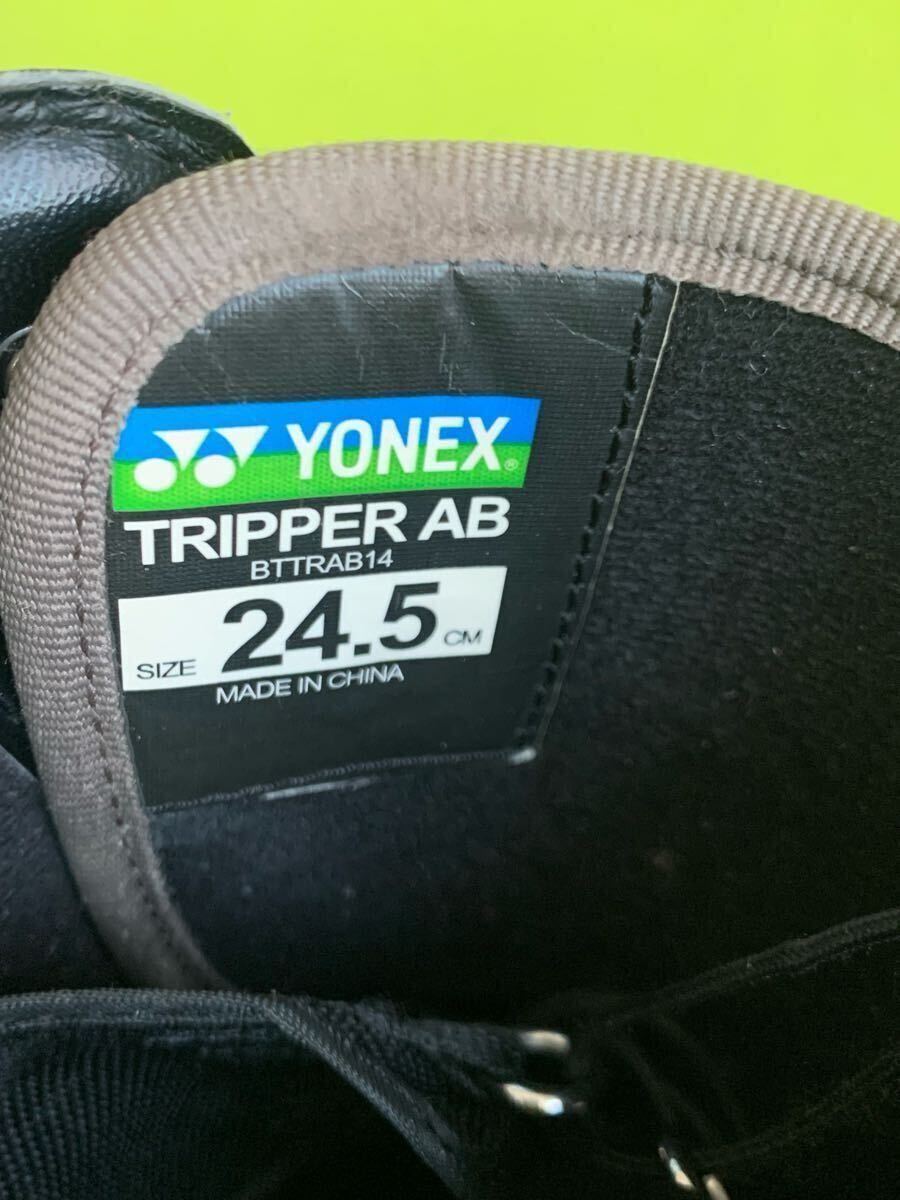 YONEX®
TRIPPER AB
BTTRAB14
SIZE 24.5 CM
MADE IN CHINA